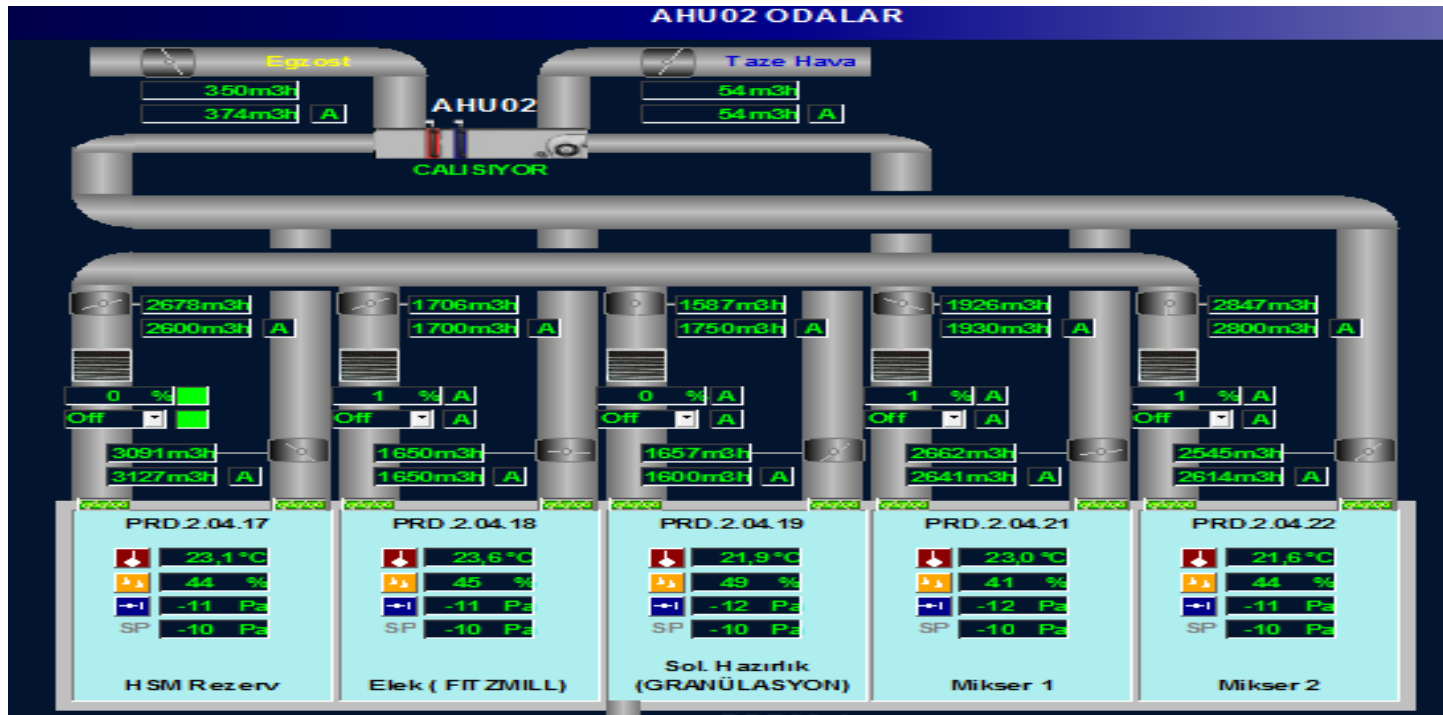 AHU02 ODALAR
Egzost
Taze Hava
350m3h
374m3h A
AHU02
54m3h
54m3h A
CALISIYOR
2678m3h 1706m3h 1587m3h 1926m3h 2847m3h
2600m3h A 1700m3h A 1750m3h A 1930m3h A 2800m3h A
0 % 1 % A 0 % A 1 % A 1 % A
Off Off A Off A Off A Off A
3091m3h 1650m3h 1657m3h 2662m3h 2545m3h
3127m3h A 1650m3h A 1600m3h A 2641m3h A 2614m3h A
PRD.2.04.17 PRD.2.04.18 PRD.2.04.19 PRD.2.04.21 PRD.2.04.22
23,1 °C 23,6 °C 21,9 °C 23,0 °C 21,6 °C
44 % 45 % 49 % 41 % 44 %
-11 Pa -11 Pa -12 Pa -12 Pa -11 Pa
SP -10 Pa SP -10 Pa SP -10 Pa SP -10 Pa SP -10 Pa
HSM Rezerv Elek ( FITZMILL) Sol. Hazırlık (GRANÜLASYON) Mikser 1 Mikser 2